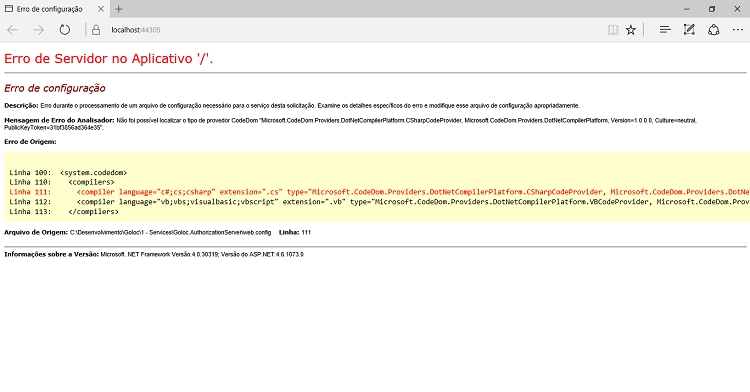 Erro de configuração
localhost:44305
Erro de Servidor no Aplicativo '/'.
Erro de configuração
Descrição: Erro durante o processamento de um arquivo de configuração necessário para o serviço desta solicitação. Examine os detalhes específicos do erro e modifique esse arquivo de configuração apropriadamente.
Mensagem de Erro do Analisador: Não foi possível localizar o tipo de provedor CodeDom "Microsoft.CodeDom.Providers.DotNetCompilerPlatform.CSharpCodeProvider, Microsoft.CodeDom.Providers.DotNetCompilerPlatform, Version=1.0.0.0, Culture=neutral,
PublicKeyToken=31bf3856ad364e35".
Erro de Origem:
Linha 109:  <system.codedom>
Linha 110:    <compilers>
Linha 111:      <compiler language="c#;cs;csharp" extension=".cs" type="Microsoft.CodeDom.Providers.DotNetCompilerPlatform.CSharpCodeProvider, Microsoft.CodeDom.Providers.DotNe
Linha 112:      <compiler language="vb;vbs;visualbasic;vbscript" extension=".vb" type="Microsoft.CodeDom.Providers.DotNetCompilerPlatform.VBCodeProvider, Microsoft.CodeDom.Prov
Linha 113:    </compilers>
Arquivo de Origem: C:\Desenvolvimento\Goloc\1 - Services\Goloc.AuthorizationServer\web.config    Linha: 111
Informações sobre a Versão: Microsoft .NET Framework Versão:4.0.30319; Versão do ASP.NET:4.6.1073.0